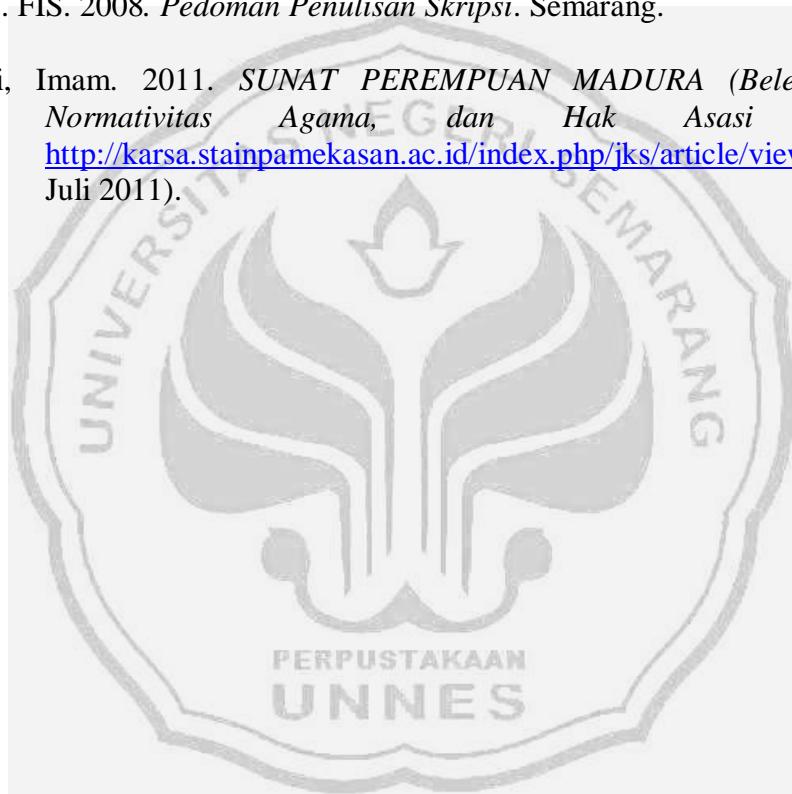 . FIS. 2008. Pedoman Penulisan Skripsi. Semarang.
i, Imam. 2011. SUNAT PEREMPUAN MADURA (Bele
Normativitas Agama, dan Hak Asasi
http://karsa.stainpamekasan.ac.id/index.php/jks/article/view
Juli 2011).
UNIVERSITAS NEGERI SEMARANG
PERPUSTAKAAN
UNNES